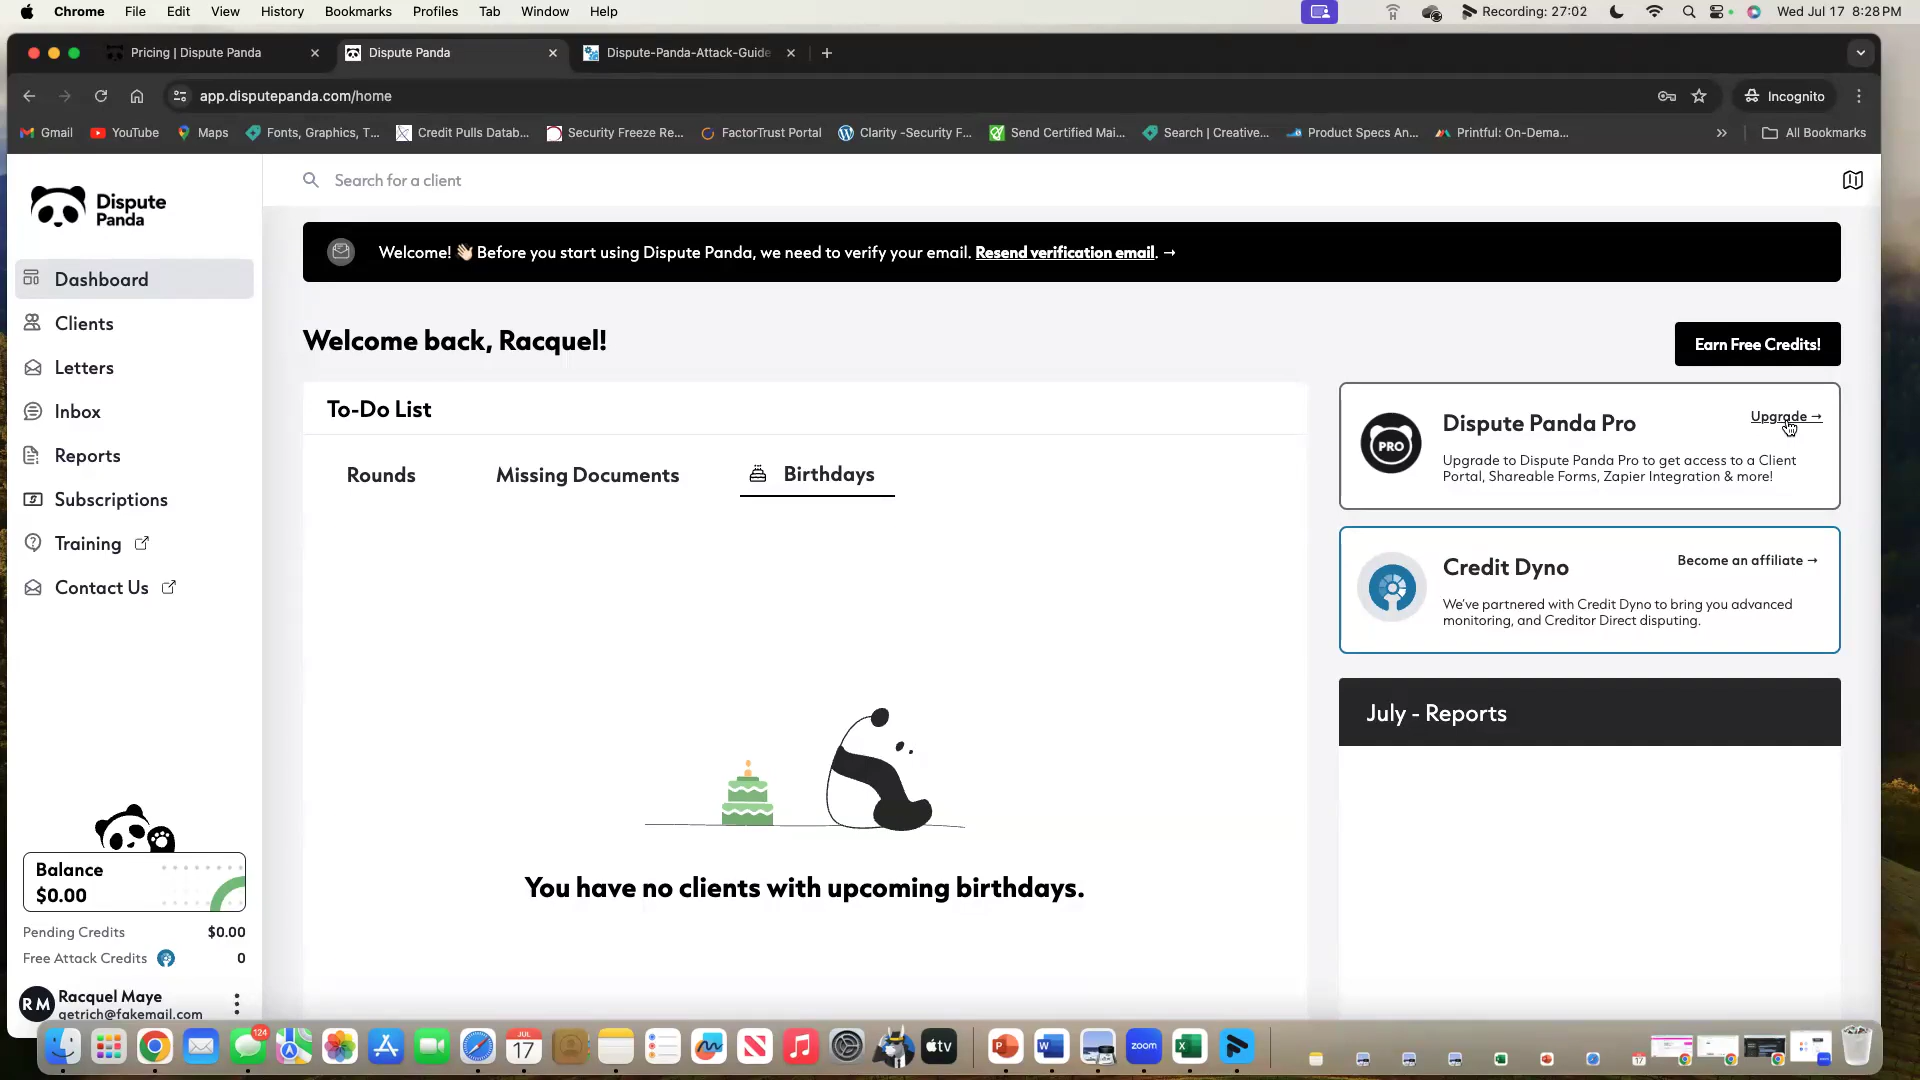 Chrome File Edit View History Bookmarks Profiles Tab Window Help
Recording: 27:02 Wed Jul 17 8:28 PM
Pricing | Dispute Panda
Dispute Panda
Dispute-Panda-Attack-Guide
app.disputepanda.com/home
Incognito
Gmail YouTube Maps Fonts, Graphics, T... Credit Pulls Datab... Security Freeze Re... FactorTrust Portal Clarity -Security F... Send Certified Mai... Search | Creative... Product Specs An... Printful: On-Dema... All Bookmarks
Dispute
Panda
Search for a client
Welcome! 👋🏻 Before you start using Dispute Panda, we need to verify your email. Resend verification email. →
Dashboard
Clients
Letters
Inbox
Reports
Subscriptions
Training
Contact Us
Welcome back, Racquel!
Earn Free Credits!
To-Do List
Rounds
Missing Documents
Birthdays
You have no clients with upcoming birthdays.
PRO
Dispute Panda Pro
Upgrade →
Upgrade to Dispute Panda Pro to get access to a Client
Portal, Shareable Forms, Zapier Integration & more!
Credit Dyno
Become an affiliate →
We've partnered with Credit Dyno to bring you advanced
monitoring, and Creditor Direct disputing.
July - Reports
Balance
$0.00
Pending Credits $0.00
Free Attack Credits 0
RM
Racquel Maye
getrich@fakemail.com
124
JUL
17
tv
zoom